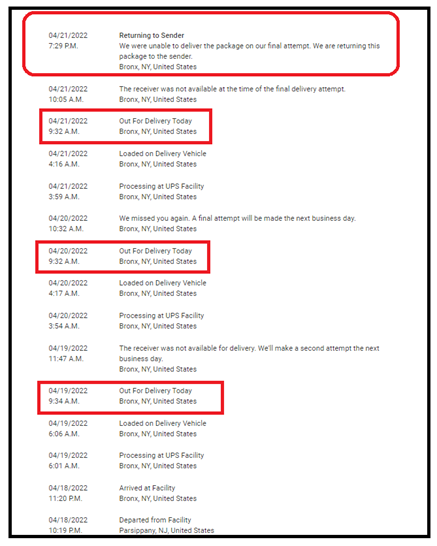 04/21/2022 Returning to Sender
7:29 P.M. We were unable to deliver the package on our final attempt. We are returning this
package to the sender.
Bronx, NY, United States
04/21/2022 The receiver was not available at the time of the final delivery attempt.
10:05 A.M. Bronx, NY, United States
04/21/2022 Out For Delivery Today
9:32 A.M. Bronx, NY, United States
04/21/2022 Loaded on Delivery Vehicle
4:16 A.M. Bronx, NY, United States
04/21/2022 Processing at UPS Facility
3:59 A.M. Bronx, NY, United States
04/20/2022 We missed you again. A final attempt will be made the next business day.
10:32 A.M. Bronx, NY, United States
04/20/2022 Out For Delivery Today
9:32 A.M. Bronx, NY, United States
04/20/2022 Loaded on Delivery Vehicle
4:17 A.M. Bronx, NY, United States
04/20/2022 Processing at UPS Facility
3:54 A.M. Bronx, NY, United States
04/19/2022 The receiver was not available for delivery. We'll make a second attempt the next
11:47 A.M. business day.
Bronx, NY, United States
04/19/2022 Out For Delivery Today
9:34 A.M. Bronx, NY, United States
04/19/2022 Loaded on Delivery Vehicle
6:06 A.M. Bronx, NY, United States
04/19/2022 Processing at UPS Facility
6:01 A.M. Bronx, NY, United States
04/18/2022 Arrived at Facility
11:20 P.M. Bronx, NY, United States
04/18/2022 Departed from Facility
10:19 P.M. Parsippany, NJ, United States